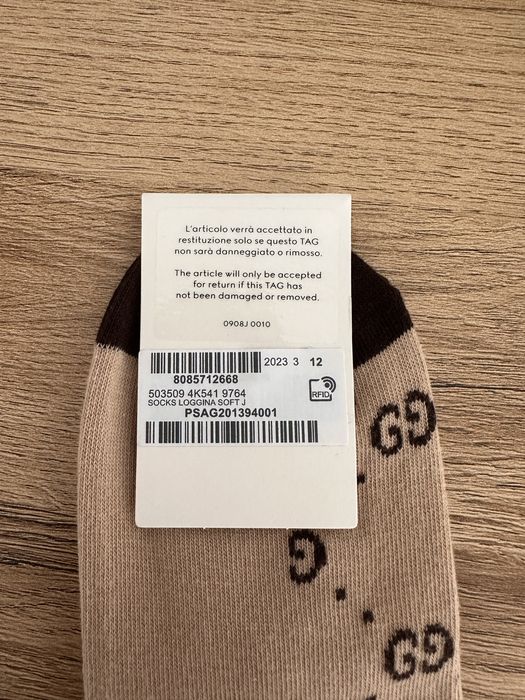 L'articolo verrà accettato in
restituzione solo se questo TAG
non sarà danneggiato o rimosso.
The article will only be accepted
for return if this TAG has
not been damaged or removed.
0908J 0010
2023 3 12
8085712668
503509 4K541 9764
SOCKS LOGGINA SOFT J
PSAG201394001
RFID
GG
G
GG